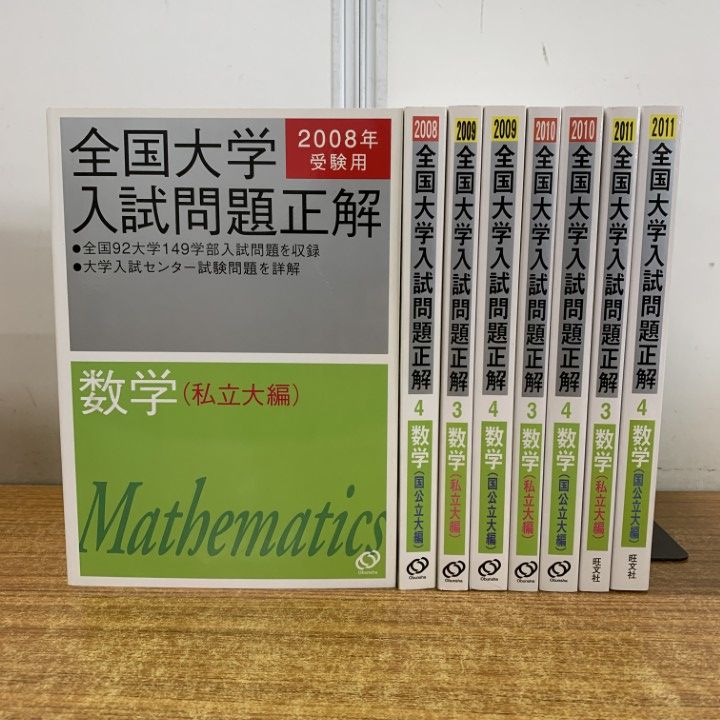 全国大学
入試問題正解
2008年
受験用
●全国92大学149学部入試問題を収録
●大学入試センター試験問題を詳解
数学(私立大編)
Mathematics
Obunsha
2008 全国大学入試問題正解 4 数学(国公立大編) Obunsha
2009 全国大学入試問題正解 3 数学(私立大編) Obunsha
2009 全国大学入試問題正解 4 数学(国公立大編) Obunsha
2010 全国大学入試問題正解 3 数学(私立大編) Obunsha
2010 全国大学入試問題正解 4 数学(国公立大編) Obunsha
2011 全国大学入試問題正解 3 数学(私立大編) 旺文社
2011 全国大学入試問題正解 4 数学(国公立大編) 旺文社